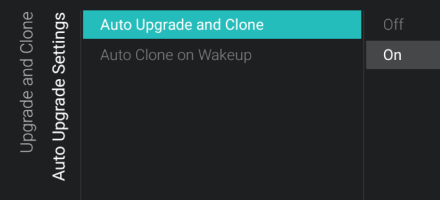 Upgrade and Clone
Auto Upgrade Settings
Auto Upgrade and Clone
Off
Auto Clone on Wakeup
On